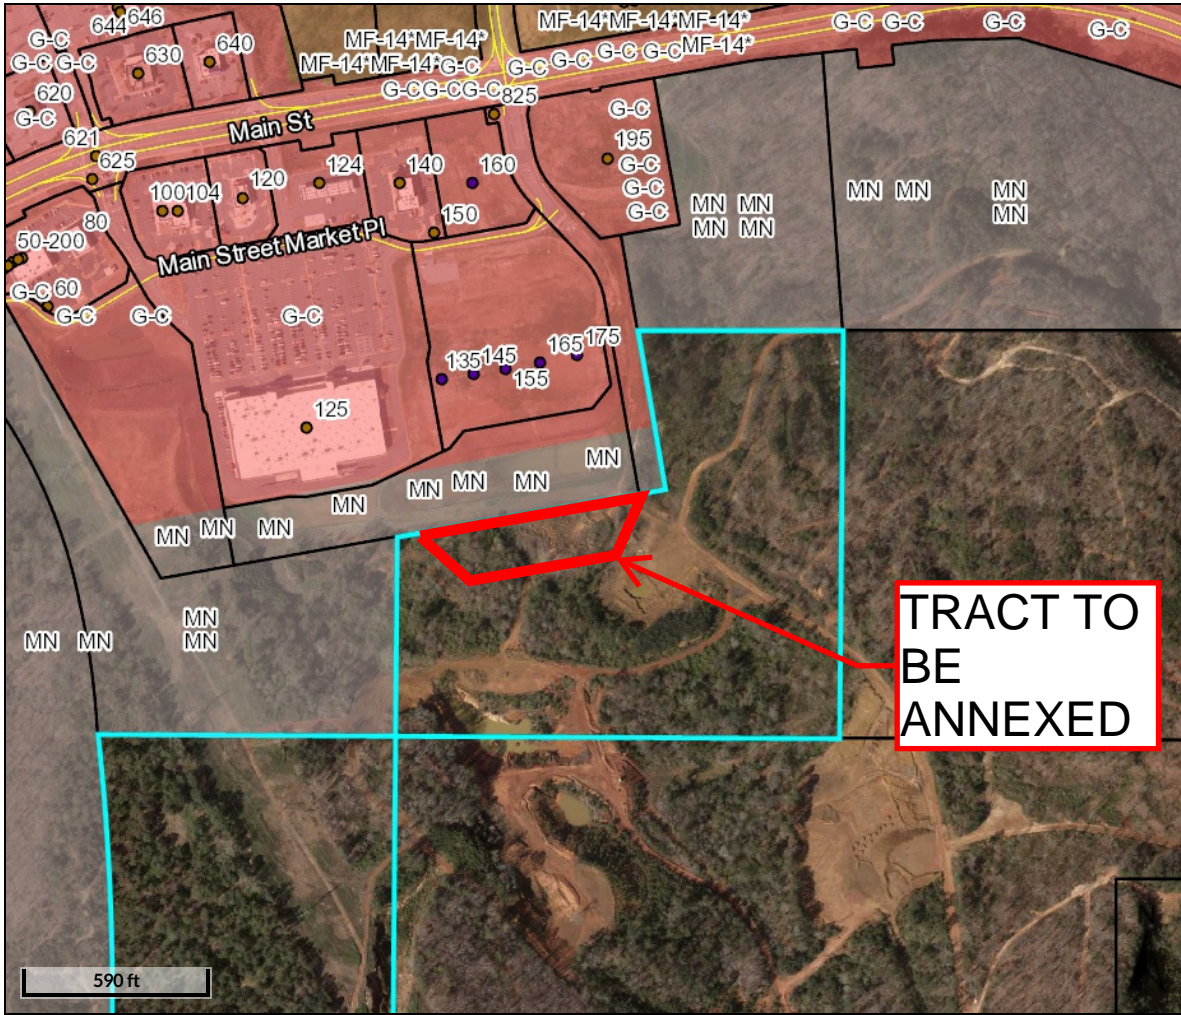 646
644
MF-14*MF-14*MF-14*
G-C G-C G-C G-C
G-C
G-C G-C
630
640
MF-14*MF-14*
MF-14*MF-14*G-C
G-C G-C G-C G-C MF-14*
620
G-C
G-CG-CG-C
825
G-C
621
Main St
195
625
124
140
160
G-C
G-C
G-C
100 104
120
150
80
MN MN
MN MN
MN MN
MN
MN
50-200
Main Street Market Pl
G-C 60
G-C G-C G-C
135 145 155 165 175
125
MN
MN MN MN
MN
MN MN MN
MN
MN
MN MN
TRACT TO
BE
ANNEXED
590 ft